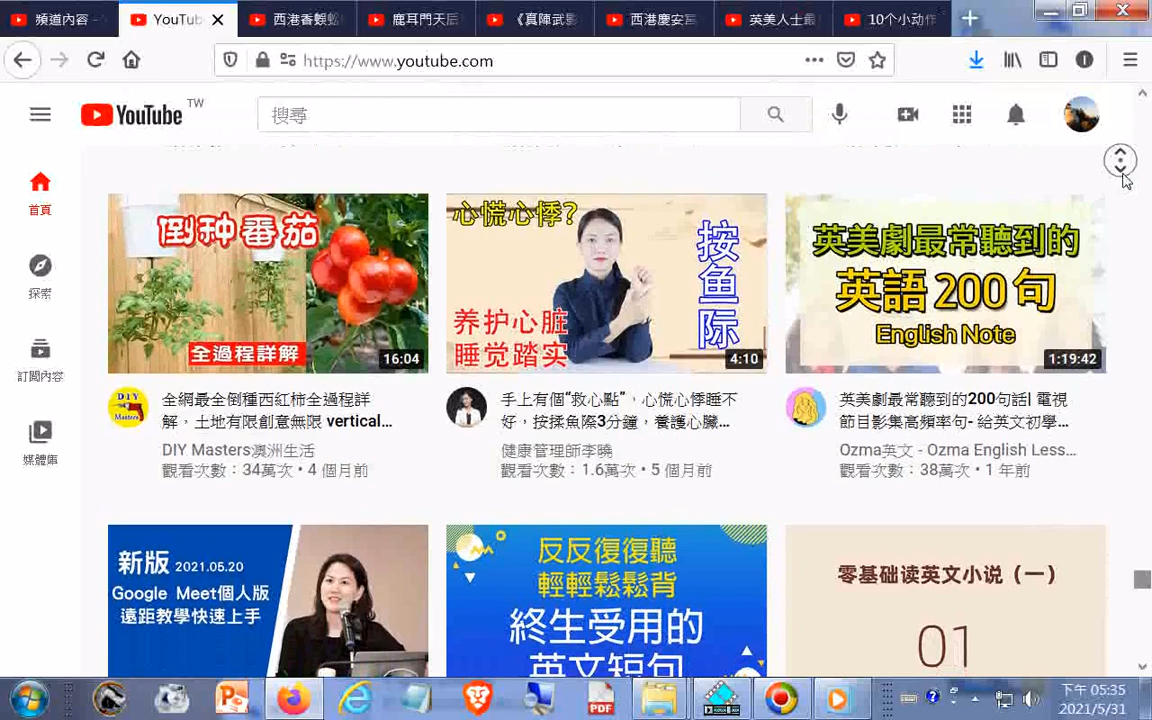 頻道內容 -
YouTub
西港香覡蚣
鹿耳門天后
《真陣武影
西港慶安宮
英美人士最
10个小动作
https://www.youtube.com
YouTube TW
搜尋
首頁
探索
訂閱內容
媒體庫
倒种番茄
全過程詳解
16:04
DIY Masters
全網最全倒種西紅柿全過程詳
解，土地有限創意無限 vertical...
DIY Masters澳洲生活
觀看次數：34萬次 • 4 個月前
心慌心悸?
按鱼际
养护心脏
睡觉踏实
4:10
手上有個“救心點”，心慌心悸睡不
好，按揉魚際3分鐘，養護心臟...
健康管理師李曉
觀看次數：1.6萬次 • 5 個月前
英美劇最常聽到的
英語 200 句
English Note
1:19:42
英美劇最常聽到的200句話| 電視
節目影集高頻率句- 給英文初學...
Ozma英文 - Ozma English Less...
觀看次數：38萬次 • 1 年前
新版 2021.05.20
Google Meet個人版
遠距教學快速上手
反反復復聽
輕輕鬆鬆背
終生受用的
英文短句
零基础读英文小说（一）
01
PDF
下午 05:35
2021/5/31